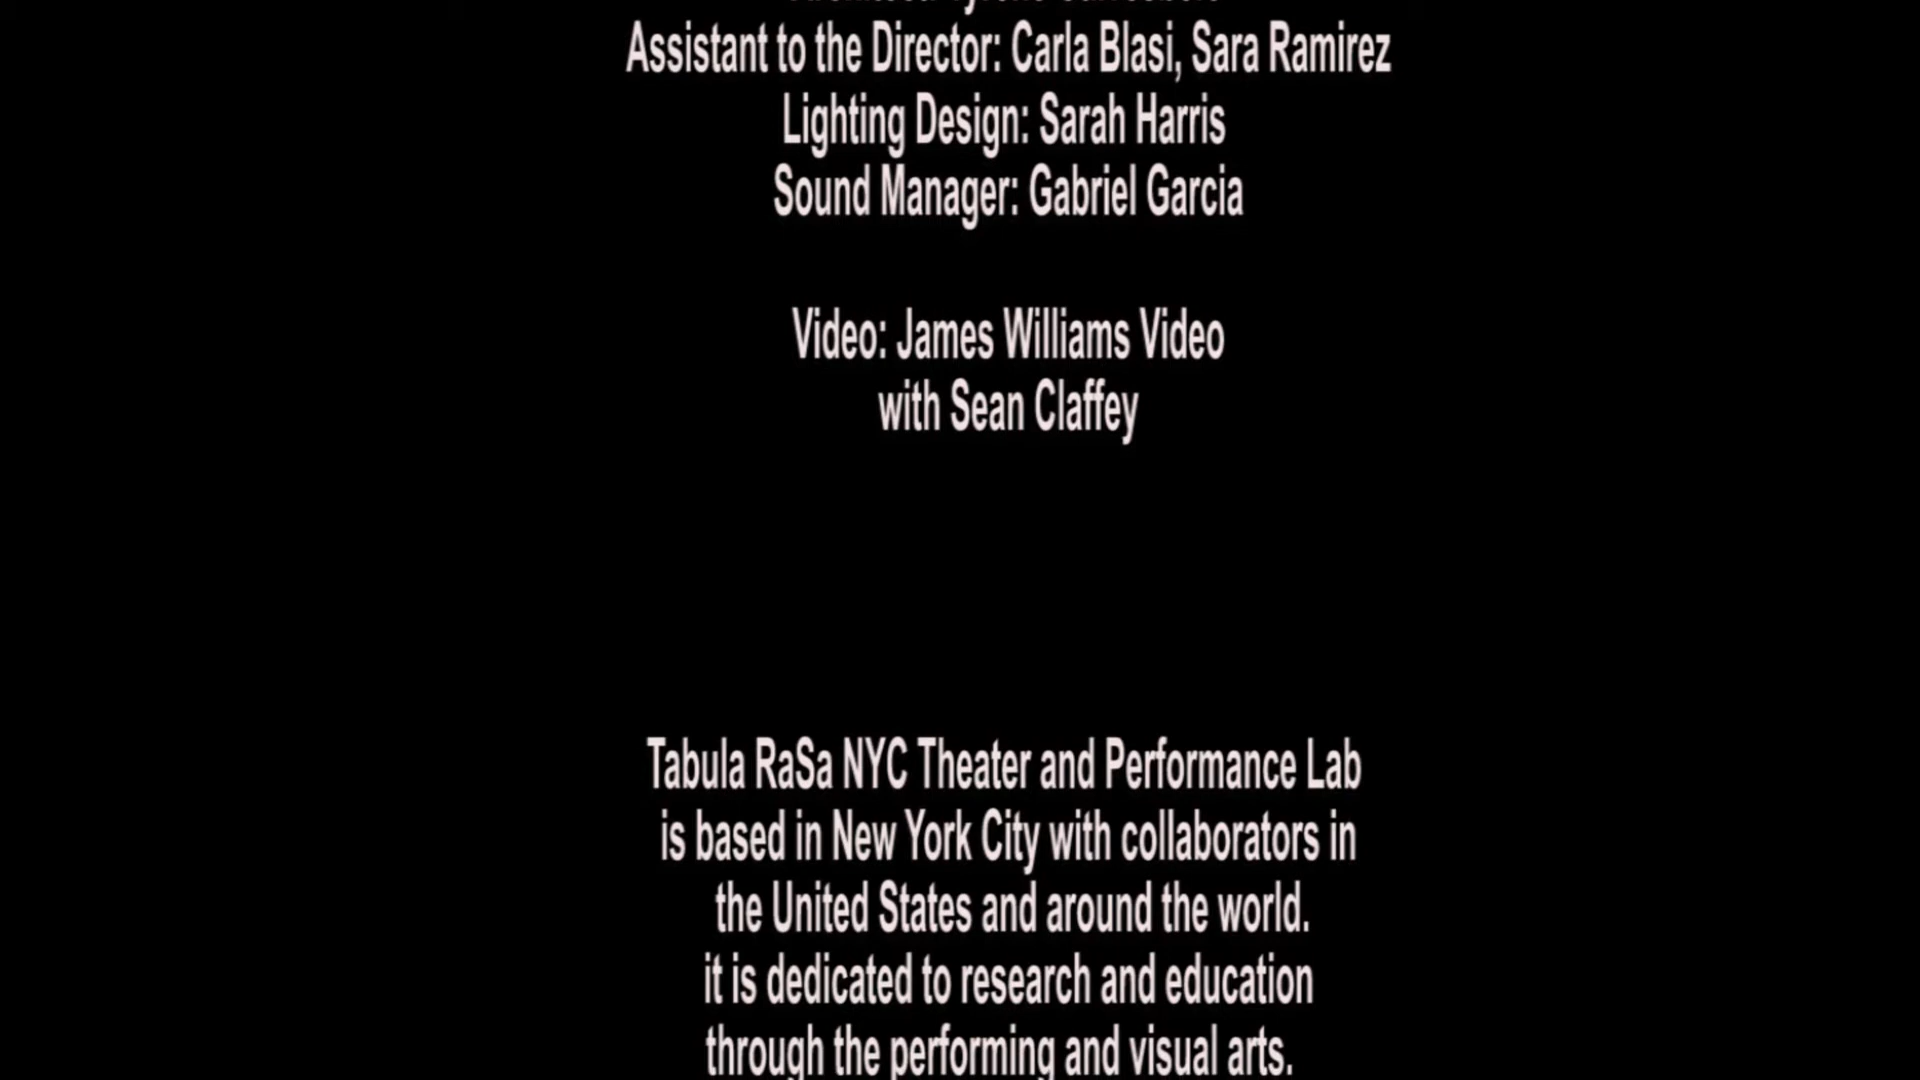 Assistant to the Director: Carla Blasi, Sara Ramirez
Lighting Design: Sarah Harris
Sound Manager: Gabriel Garcia
Video: James Williams Video
with Sean Claffey
Tabula RaSa NYC Theater and Performance Lab
is based in New York City with collaborators in
the United States and around the world.
it is dedicated to research and education
through the performing and visual arts.